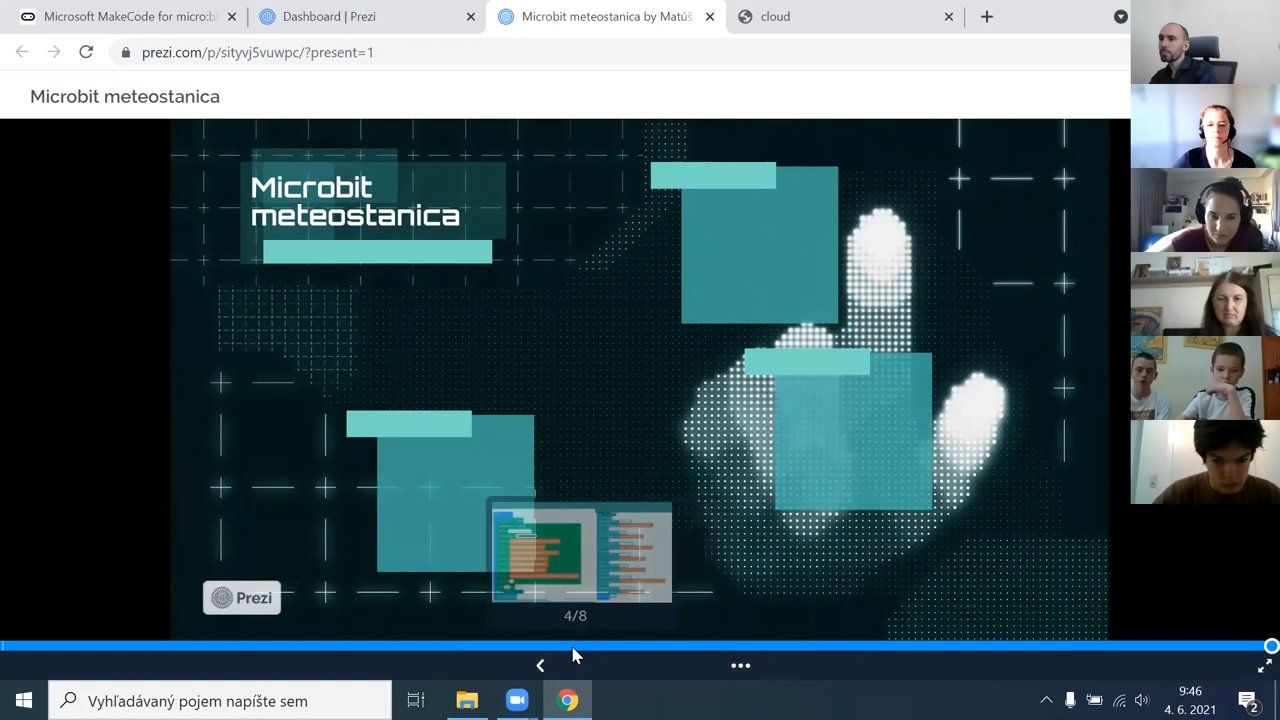 Microsoft MakeCode for micro:bi
Dashboard | Prezi
Microbit meteostanica by Matúš
cloud
prezi.com/p/sityvj5vuwpc/?present=1
Microbit meteostanica
Microbit
meteostanica
Prezi
4/8
Vyhľadávaný pojem napíšte sem
9:46
4. 6. 2021
2